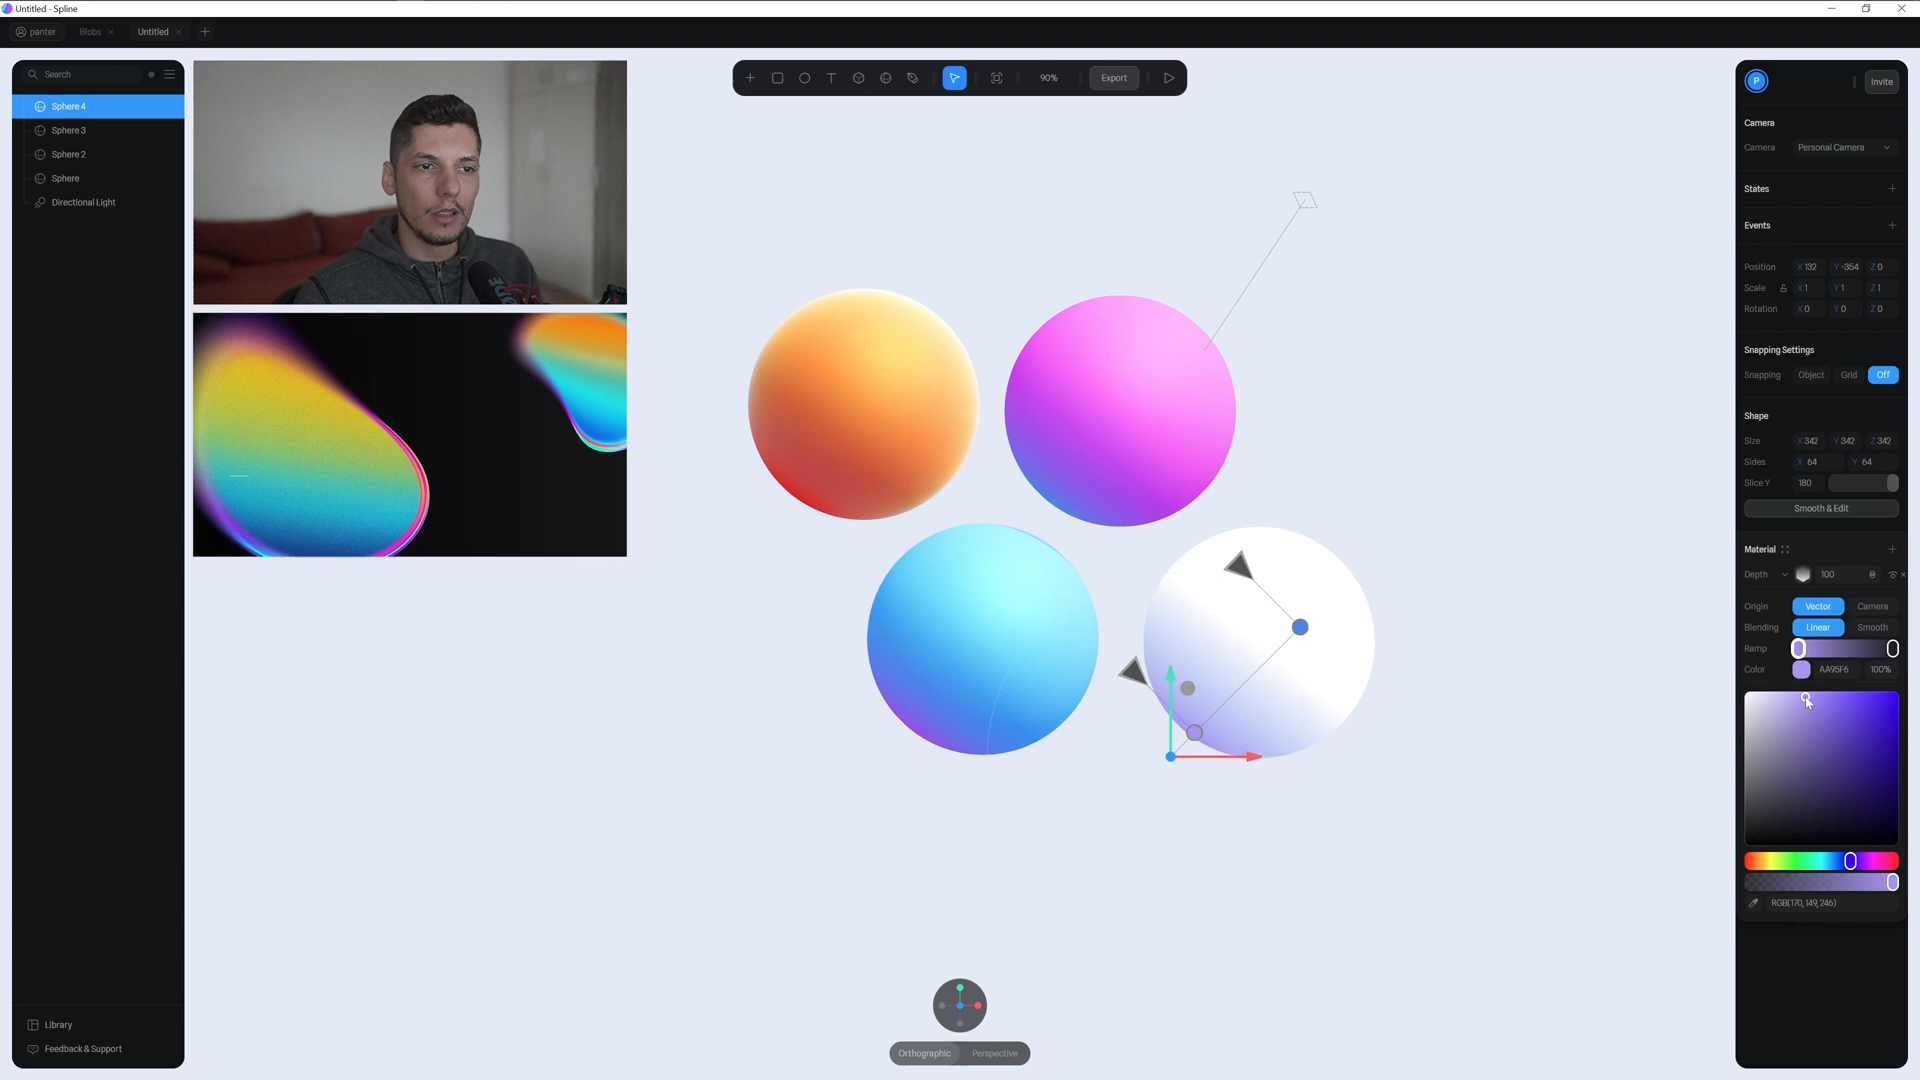 Untitled - Spline
panter
Blobs
Untitled
Search
Sphere 4
Sphere 3
Sphere 2
Sphere
Directional Light
Library
Feedback & Support
T
90%
Export
P
Invite
Camera
Camera Personal Camera
States
Events
Position X 132 Y -354 Z 0
Scale X 1 Y 1 Z 1
Rotation X 0 Y 0 Z 0
Snapping Settings
Snapping Object Grid Off
Shape
Size X 342 Y 342 Z 342
Sides X 64 Y 64
Slice Y 180
Smooth & Edit
Material
Depth 100
Origin Vector Camera
Blending Linear Smooth
Ramp
Color AA95F6 100%
RGB(170, 149, 246)
Orthographic Perspective